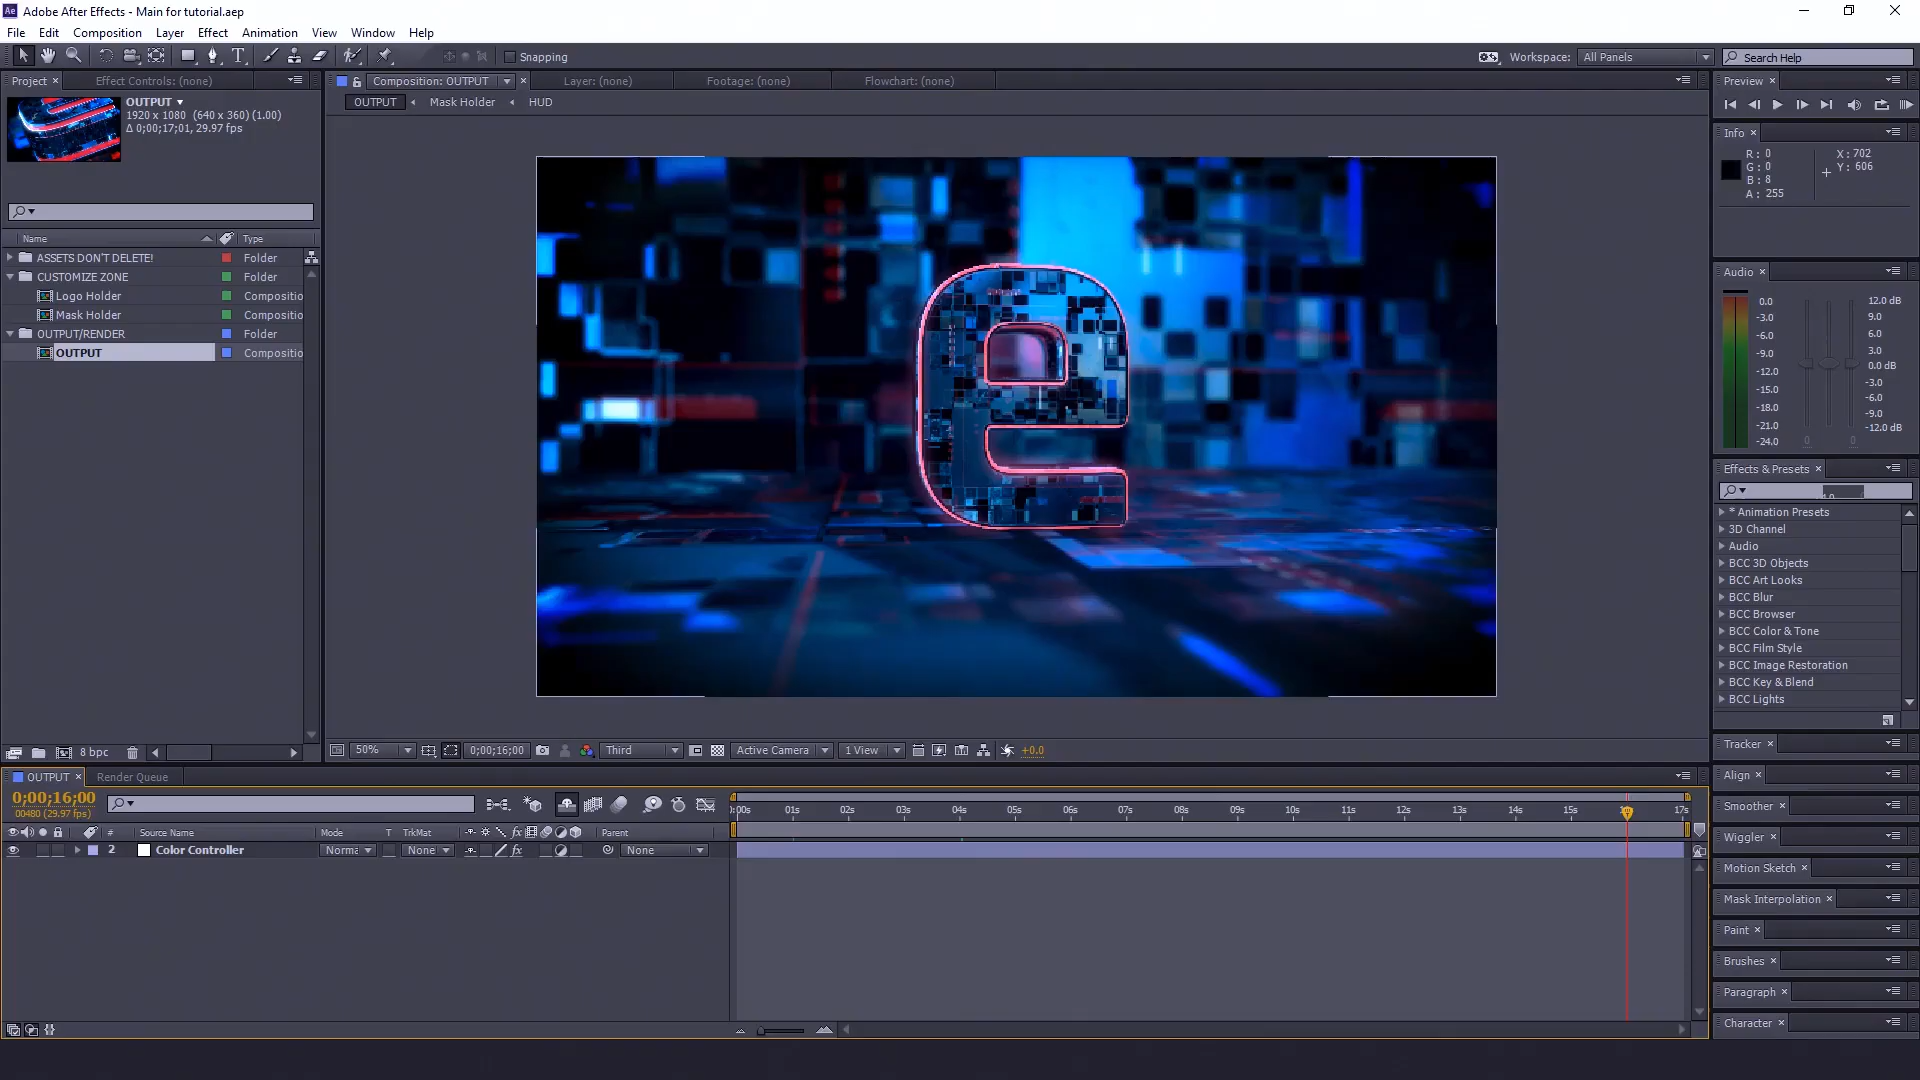 Adobe After Effects - Main for tutorial.aep
File Edit Composition Layer Effect Animation View Window Help
Snapping
Workspace: All Panels
Search Help
Project
Effect Controls: (none)
Composition: OUTPUT
Layer: (none)
Footage: (none)
Flowchart: (none)
OUTPUT
1920 x 1080 (640 x 360) (1.00)
Δ 0;00;17;01, 29.97 fps
OUTPUT Mask Holder HUD
Name Type
ASSETS DON'T DELETE! Folder
CUSTOMIZE ZONE Folder
Logo Holder Compositio
Mask Holder Compositio
OUTPUT/RENDER Folder
OUTPUT Compositio
8 bpc
e
50%
0;00;16;00
Third
Active Camera
1 View
+0.0
Preview
Info
R: 0
G: 0
B: 8
A: 255
X: 702
Y: 606
Audio
0.0
-3.0
-6.0
-9.0
-12.0
-15.0
-18.0
-21.0
-24.0
0 0
12.0 dB
9.0
6.0
3.0
0.0 dB
-3.0
-6.0
-9.0
-12.0 dB
Effects & Presets
* Animation Presets
3D Channel
Audio
BCC 3D Objects
BCC Art Looks
BCC Blur
BCC Browser
BCC Color & Tone
BCC Film Style
BCC Image Restoration
BCC Key & Blend
BCC Lights
Tracker
Align
Smoother
Wiggler
Motion Sketch
Mask Interpolation
Paint
Brushes
Paragraph
Character
OUTPUT
Render Queue
0;00;16;00
00480 (29.97 fps)
# Source Name Mode T TrkMat fx Parent
2 Color Controller Norma None fx None
:00s 01s 02s 03s 04s 05s 06s 07s 08s 09s 10s 11s 12s 13s 14s 15s 17s